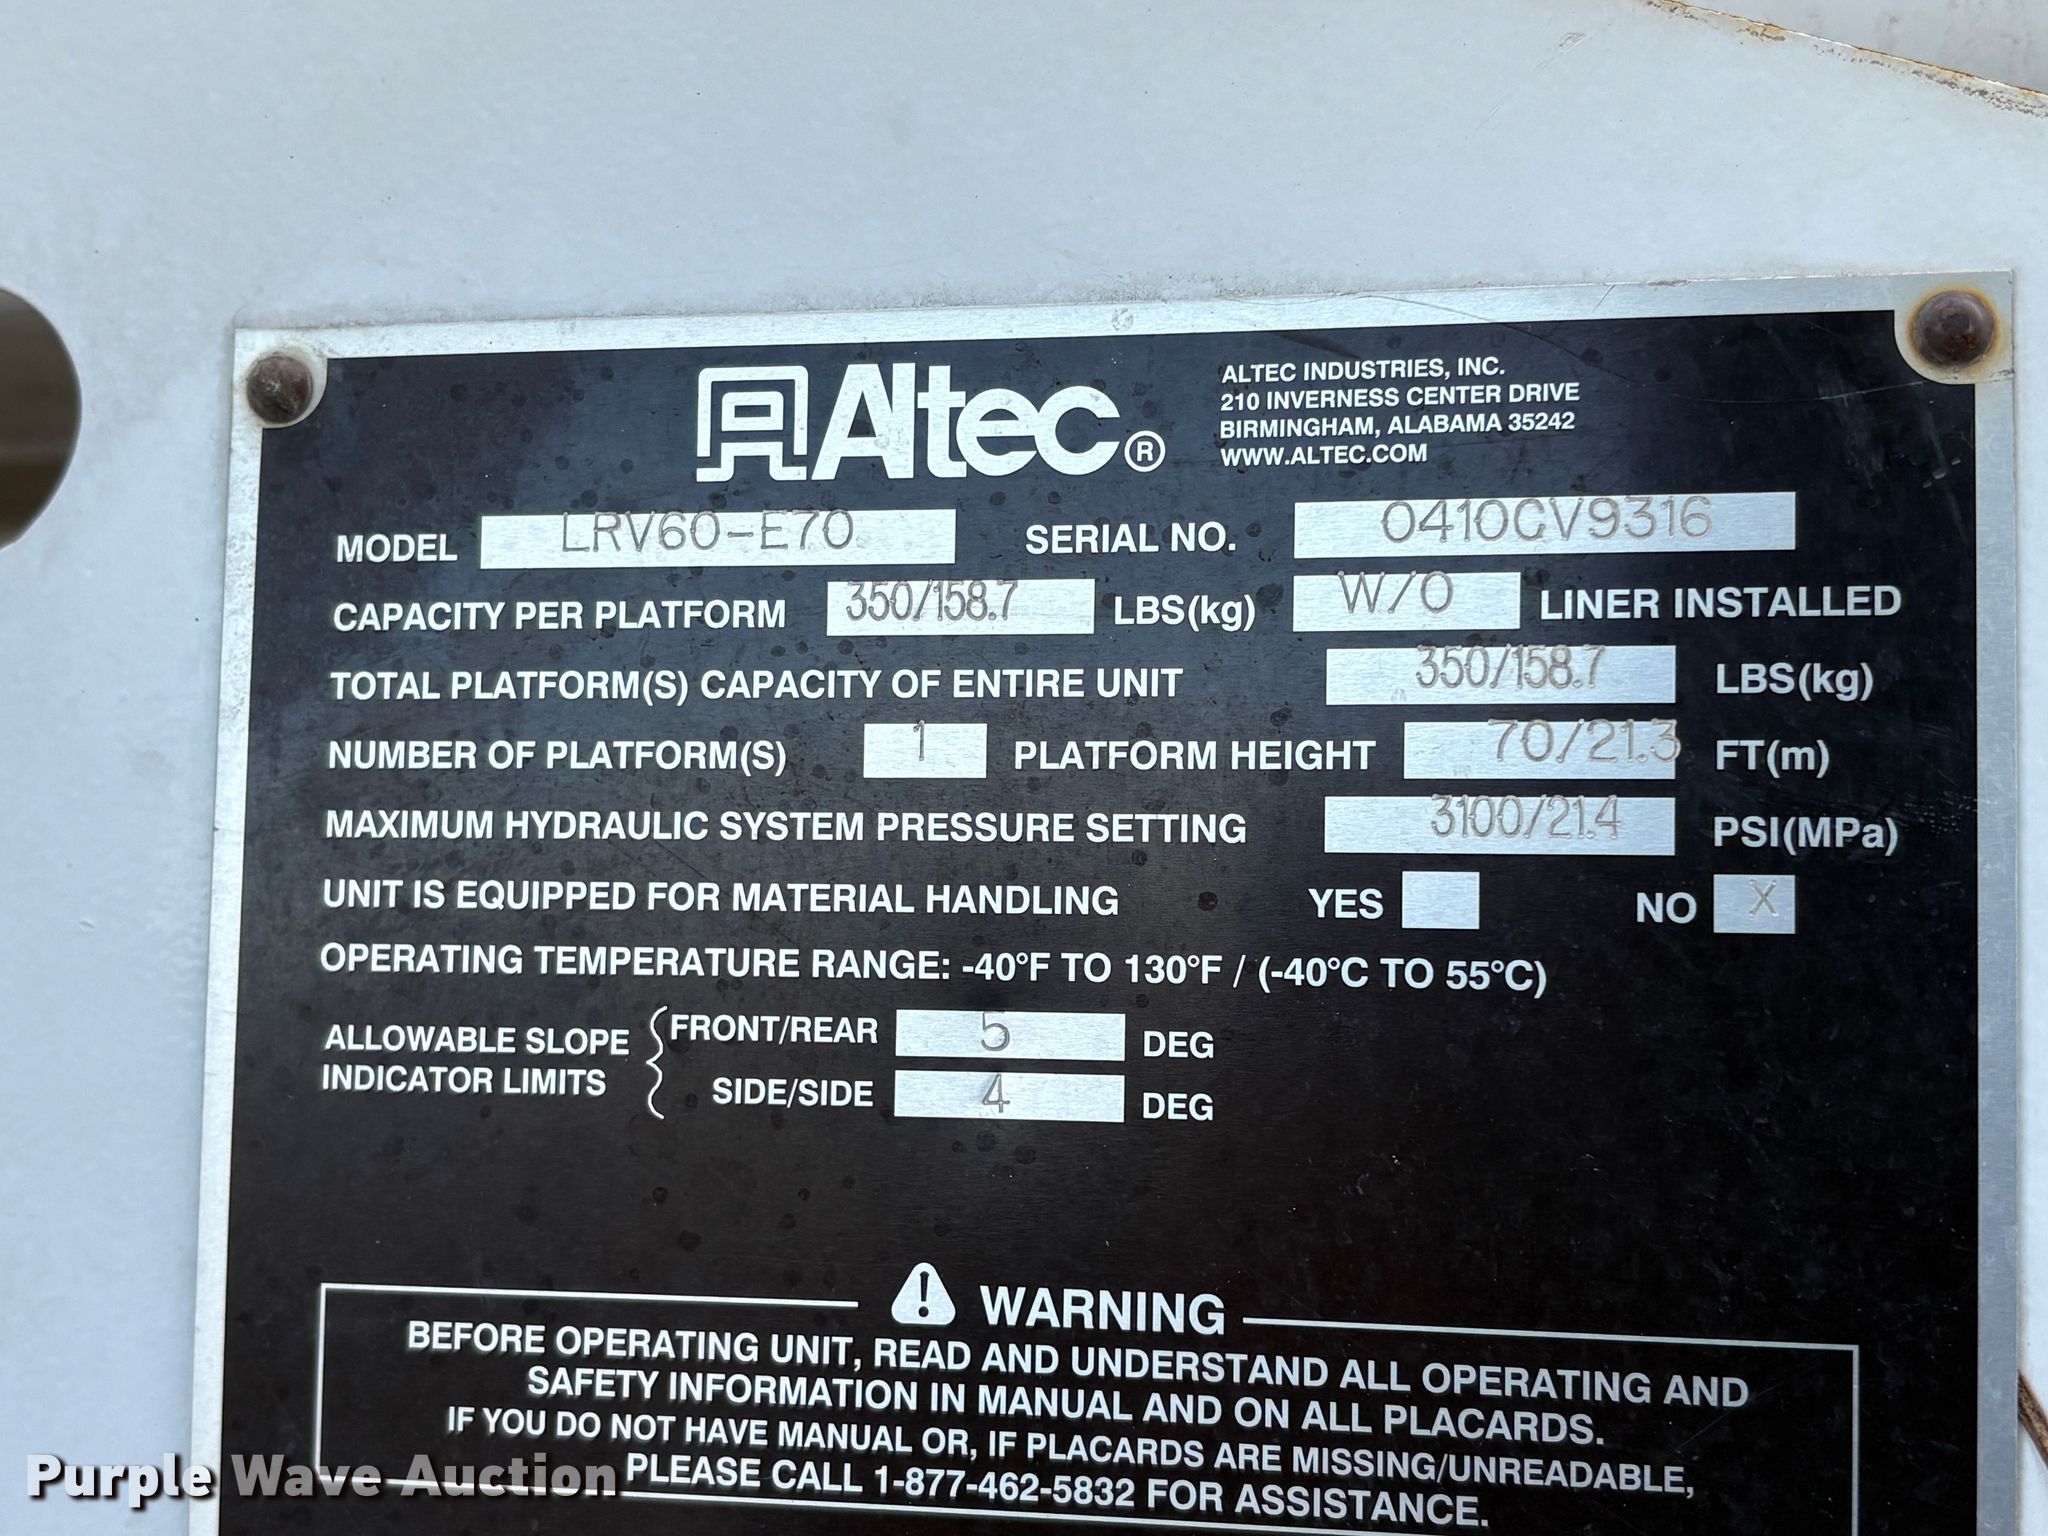 Altec®
ALTEC INDUSTRIES, INC.
210 INVERNESS CENTER DRIVE
BIRMINGHAM, ALABAMA 35242
WWW.ALTEC.COM
MODEL LRV60-E70 SERIAL NO. 0410CV9316
CAPACITY PER PLATFORM 350/158.7 LBS(kg) W/O LINER INSTALLED
TOTAL PLATFORM(S) CAPACITY OF ENTIRE UNIT 350/158.7 LBS(kg)
NUMBER OF PLATFORM(S) 1 PLATFORM HEIGHT 70/21.3 FT(m)
MAXIMUM HYDRAULIC SYSTEM PRESSURE SETTING 3100/21.4 PSI(MPa)
UNIT IS EQUIPPED FOR MATERIAL HANDLING YES NO X
OPERATING TEMPERATURE RANGE: -40°F TO 130°F / (-40°C TO 55°C)
ALLOWABLE SLOPE INDICATOR LIMITS
FRONT/REAR 5 DEG
SIDE/SIDE 4 DEG
WARNING
BEFORE OPERATING UNIT, READ AND UNDERSTAND ALL OPERATING AND
SAFETY INFORMATION IN MANUAL AND ON ALL PLACARDS.
IF YOU DO NOT HAVE MANUAL OR, IF PLACARDS ARE MISSING/UNREADABLE,
PLEASE CALL 1-877-462-5832 FOR ASSISTANCE.
Purple Wave Auction